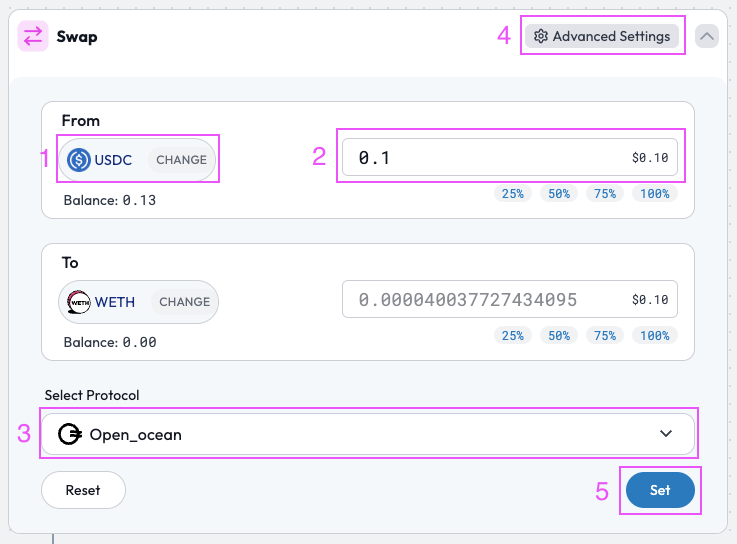 Swap
4
Advanced Settings
From
1
USDC
CHANGE
2
0.1
$0.10
Balance: 0.13
25%
50%
75%
100%
To
WETH
WETH
CHANGE
0.000040037727434095
$0.10
Balance: 0.00
25%
50%
75%
100%
Select Protocol
3
Open_ocean
Reset
5
Set